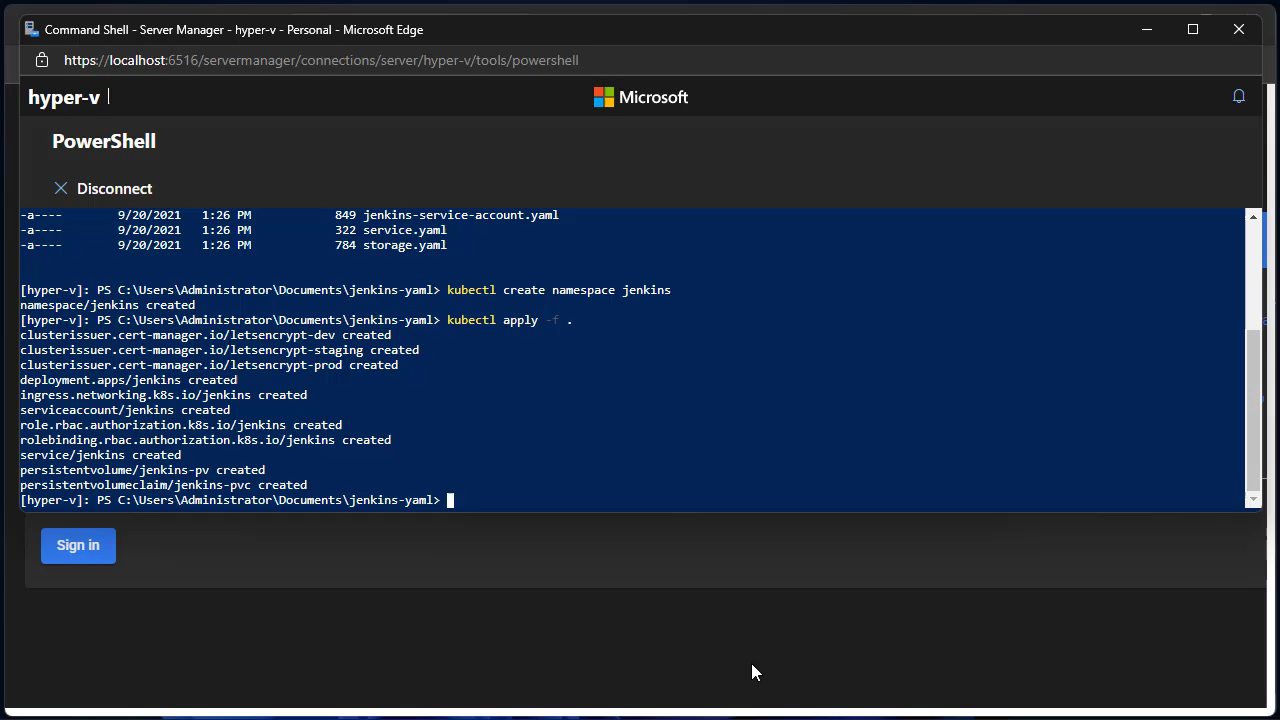 Command Shell - Server Manager - hyper-v - Personal - Microsoft Edge
https://localhost:6516/servermanager/connections/server/hyper-v/tools/powershell
hyper-v
Microsoft
PowerShell
Disconnect
-a---- 9/20/2021 1:26 PM 849 jenkins-service-account.yaml
-a---- 9/20/2021 1:26 PM 322 service.yaml
-a---- 9/20/2021 1:26 PM 784 storage.yaml
[hyper-v]: PS C:\Users\Administrator\Documents\jenkins-yaml> kubectl create namespace jenkins
namespace/jenkins created
[hyper-v]: PS C:\Users\Administrator\Documents\jenkins-yaml> kubectl apply -f .
clusterissuer.cert-manager.io/letsencrypt-dev created
clusterissuer.cert-manager.io/letsencrypt-staging created
clusterissuer.cert-manager.io/letsencrypt-prod created
deployment.apps/jenkins created
ingress.networking.k8s.io/jenkins created
serviceaccount/jenkins created
role.rbac.authorization.k8s.io/jenkins created
rolebinding.rbac.authorization.k8s.io/jenkins created
service/jenkins created
persistentvolume/jenkins-pv created
persistentvolumeclaim/jenkins-pvc created
[hyper-v]: PS C:\Users\Administrator\Documents\jenkins-yaml>
Sign in